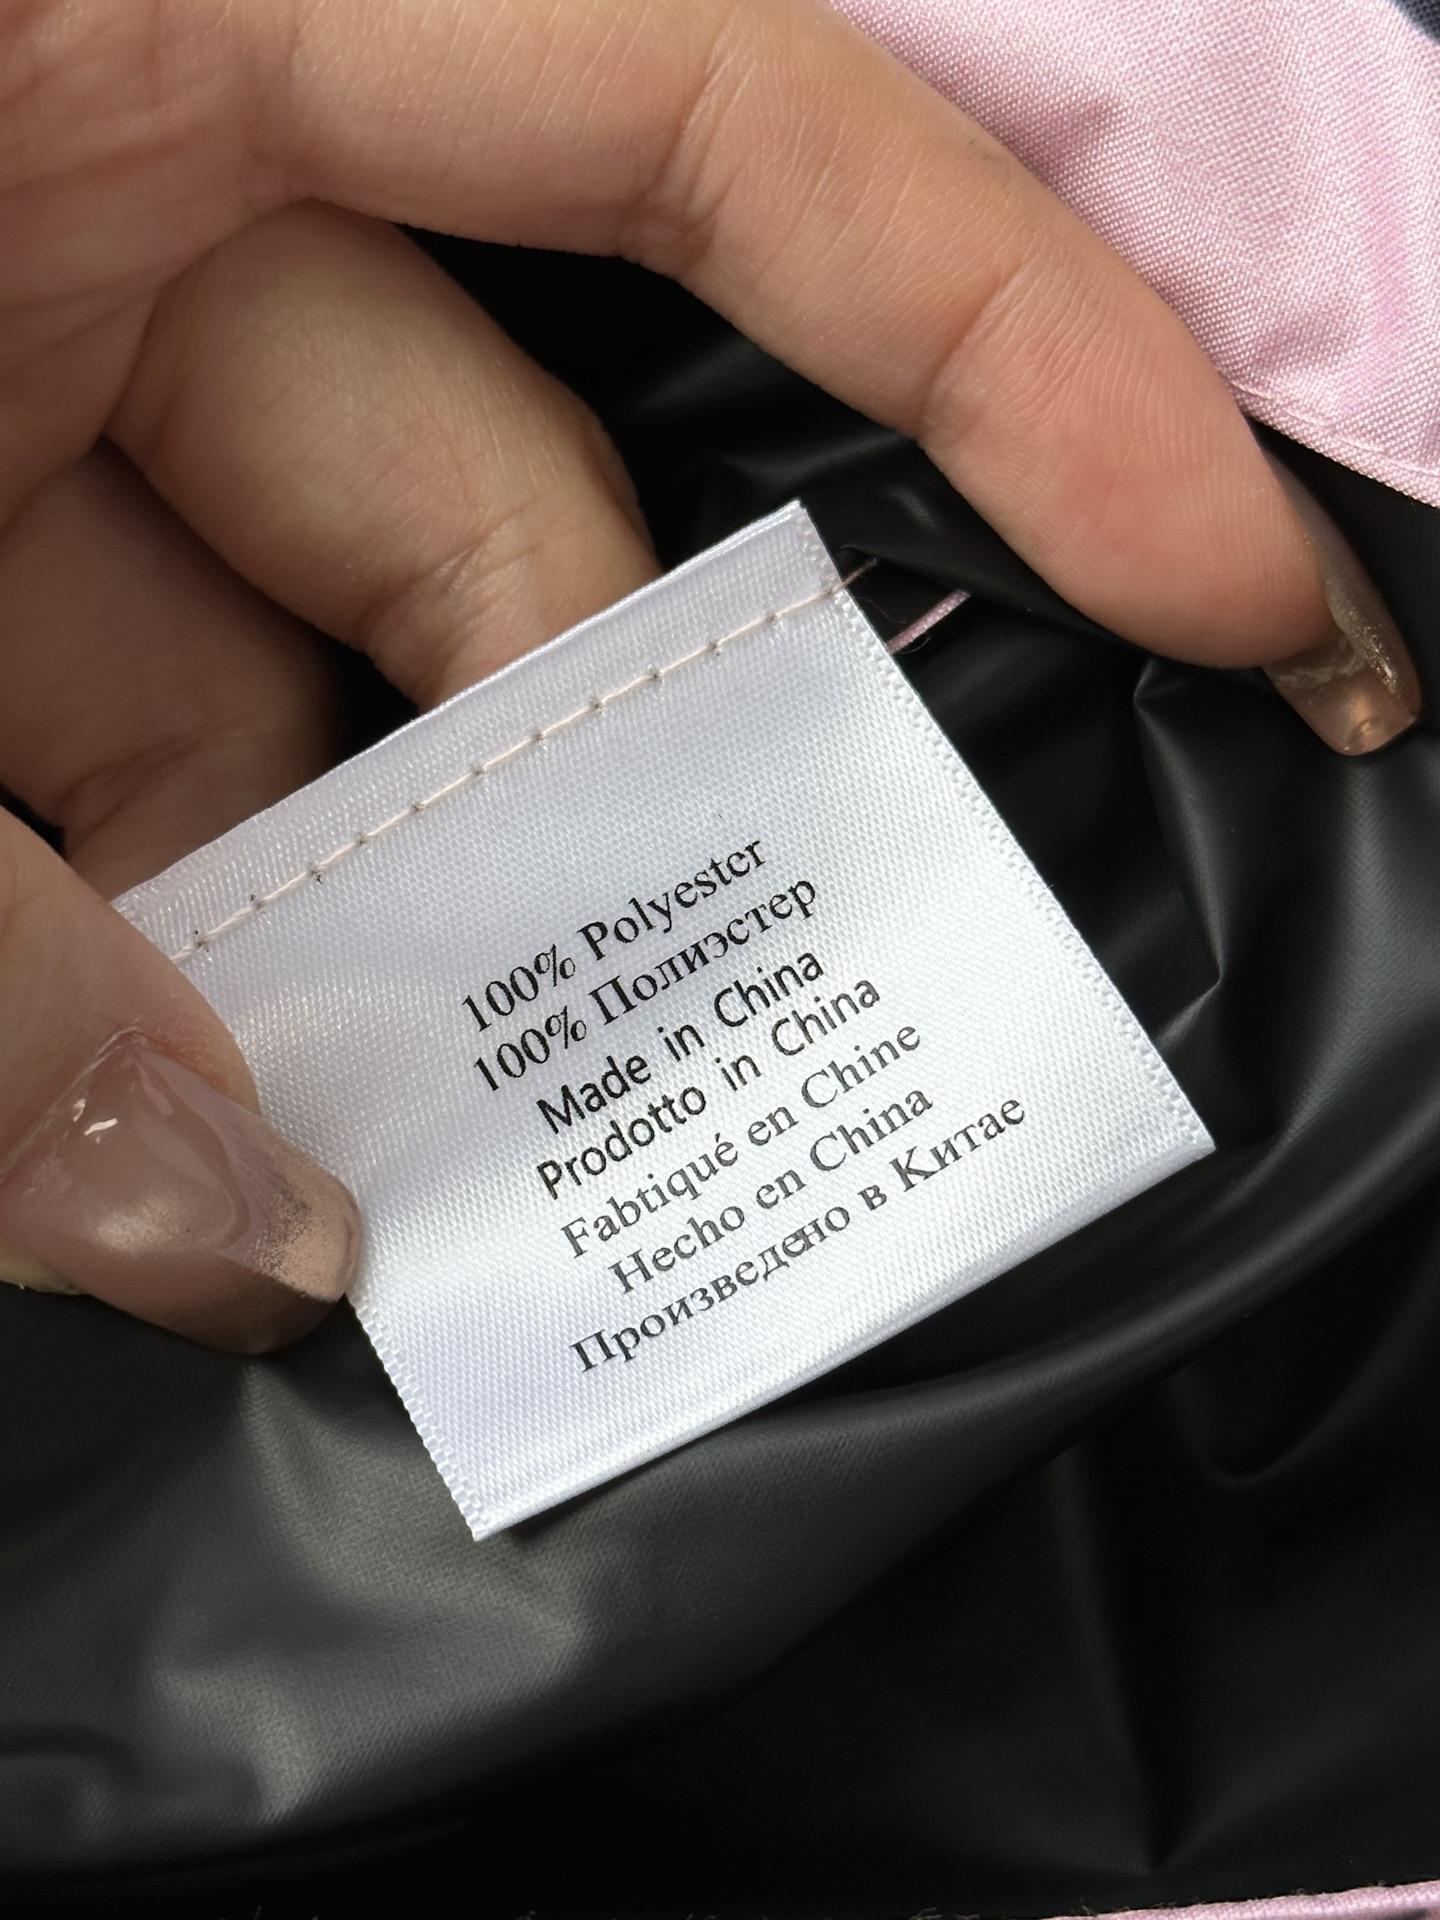 100% Polyester
100% Полиэстер
Made in China
Prodotto in China
Fabtiqué en Chine
Hecho en China
Произведено в Китае